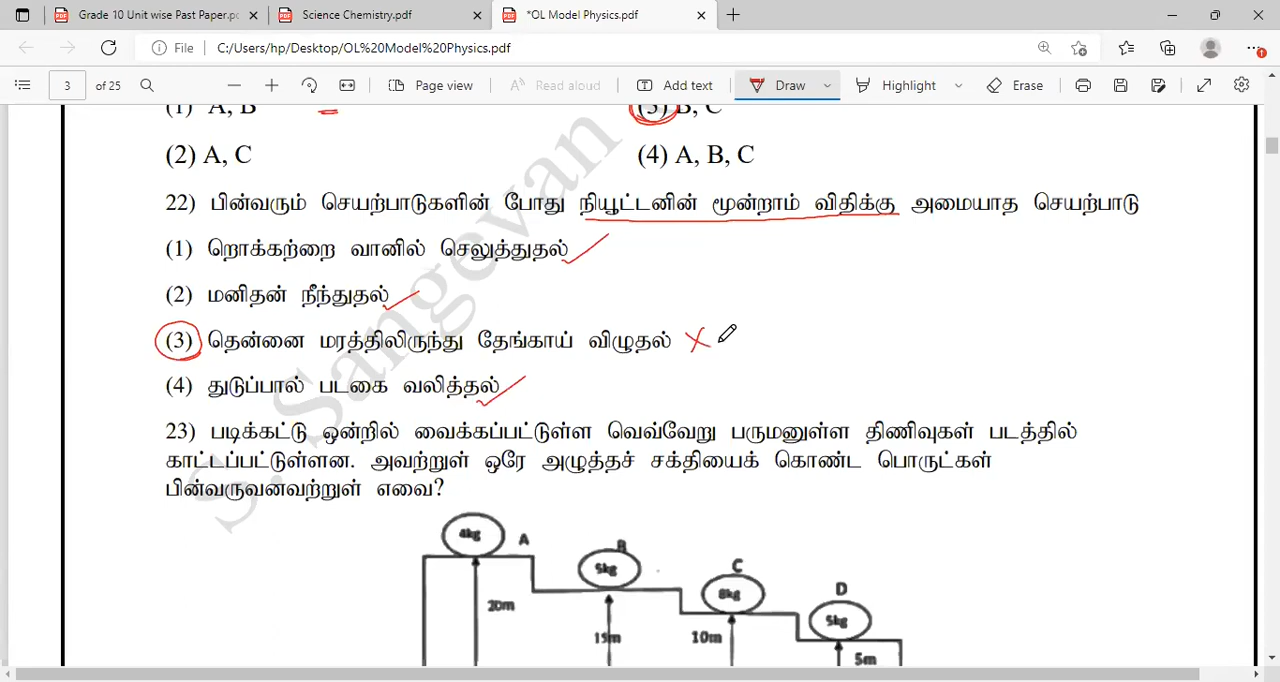 Grade 10 Unit wise Past Paper.pd
Science Chemistry.pdf
*OL Model Physics.pdf
File C:/Users/hp/Desktop/OL%20Model%20Physics.pdf
3 of 25 Page view Read aloud Add text Draw Highlight Erase
(1) A, B (3) B, C
(2) A, C (4) A, B, C
22) பின்வரும் செயற்பாடுகளின் போது நியூட்டனின் மூன்றாம் விதிக்கு அமையாத செயற்பாடு
(1) றொக்கற்றை வானில் செலுத்துதல்
(2) மனிதன் நீந்துதல்
(3) தென்னை மரத்திலிருந்து தேங்காய் விழுதல்
(4) துடுப்பால் படகை வலித்தல்
23) படிக்கட்டு ஒன்றில் வைக்கப்பட்டுள்ள வெவ்வேறு பருமனுள்ள திணிவுகள் படத்தில்
காட்டப்பட்டுள்ளன. அவற்றுள் ஒரே அழுத்தச் சக்தியைக் கொண்ட பொருட்கள்
பின்வருவனவற்றுள் எவை?
4kg A
5kg B
8kg C
5kg D
20m
15m
10m
5m
S. Sangeevan